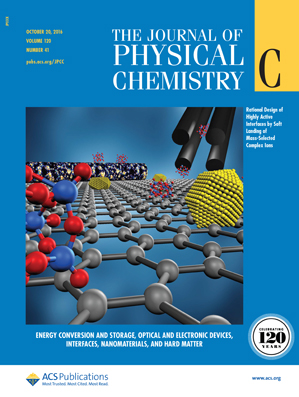 OCTOBER 20, 2016
VOLUME 120
NUMBER 41
pubs.acs.org/JPCC
THE JOURNAL OF
PHYSICAL
CHEMISTRY
C
Rational Design of
Highly Active
Interfaces by Soft
Landing of
Mass-Selected
Complex Ions
ENERGY CONVERSION AND STORAGE, OPTICAL AND ELECTRONIC DEVICES,
INTERFACES, NANOMATERIALS, AND HARD MATTER
CELEBRATING
120
YEARS
ACS Publications
Most Trusted. Most Cited. Most Read.
www.acs.org